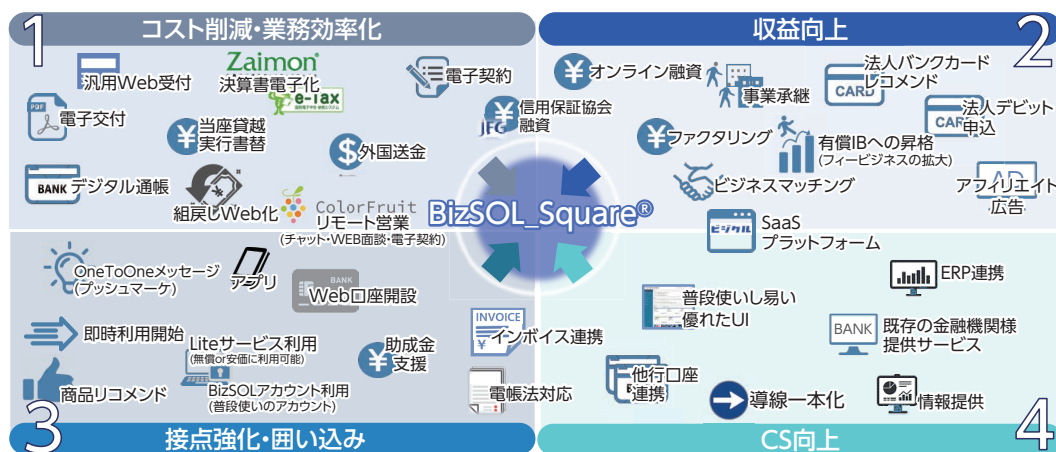 1
コスト削減・業務効率化
汎用Web受付
Zaimon®
決算書電子化
e-Tax
電子契約
PDF
電子交付
¥
当座貸越
実行書替
JFG
信用保証協会
融資
$
外国送金
BANK
デジタル通帳
組戻しWeb化
ColorFruit
リモート営業
(チャット・WEB面談・電子契約)
2
収益向上
¥
オンライン融資
事業承継
CARD
法人バンクカード
レコメンド
¥
ファクタリング
有償IBへの昇格
(フィービジネスの拡大)
CARD
法人デビット
申込
ビジネスマッチング
AD
アフィリエイト
広告
ビジクル
SaaS
プラットフォーム
BizSOL_Square®
3
OneToOneメッセージ
(プッシュマーケ)
アプリ
BANK
Web口座開設
即時利用開始
Liteサービス利用
(無償or安価に利用可能)
¥
助成金
支援
INVOICE
¥
インボイス連携
商品リコメンド
BizSOLアカウント利用
(普段使いのアカウント)
電帳法対応
接点強化・囲い込み
4
普段使いし易い
優れたUI
ERP連携
BANK
既存の金融機関様
提供サービス
他行口座
連携
導線一本化
情報提供
CS向上